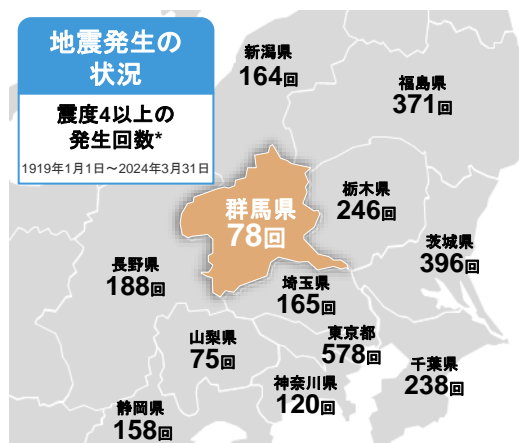 地震発生の
状況
震度4以上の
発生回数*
1919年1月1日〜2024年3月31日
新潟県
164回
福島県
371回
栃木県
246回
群馬県
78回
茨城県
396回
長野県
188回
埼玉県
165回
山梨県
75回
東京都
578回
千葉県
238回
神奈川県
120回
静岡県
158回